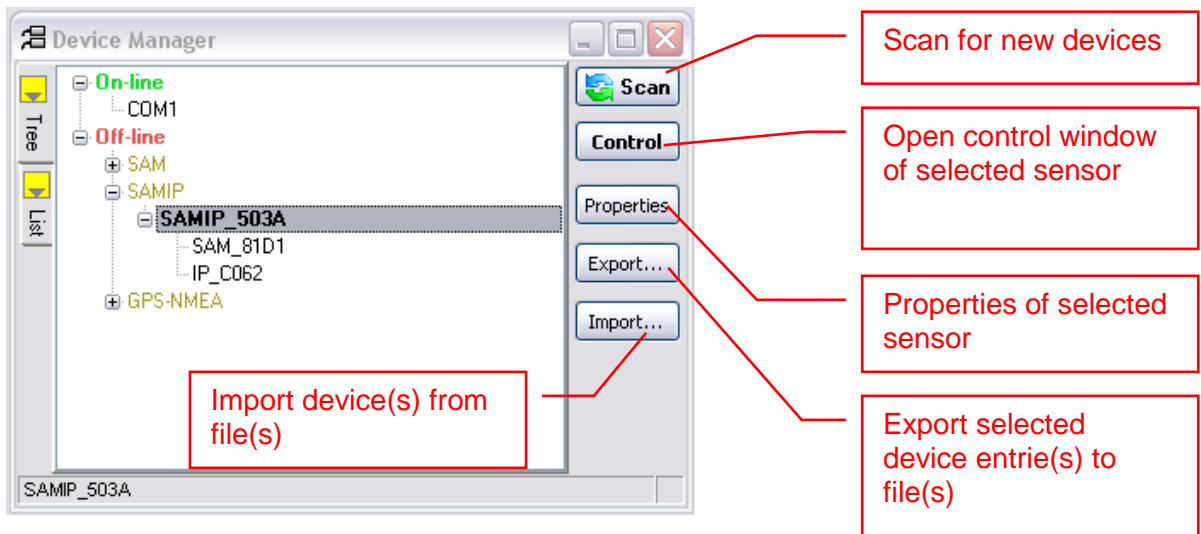 Device Manager
Tree
List
On-line
COM1
Off-line
SAM
SAMIP
SAMIP_503A
SAM_81D1
IP_C062
GPS-NMEA
Scan
Control
Properties
Export...
Import...
SAMIP_503A
Import device(s) from
file(s)
Scan for new devices
Open control window
of selected sensor
Properties of selected
sensor
Export selected
device entrie(s) to
file(s)